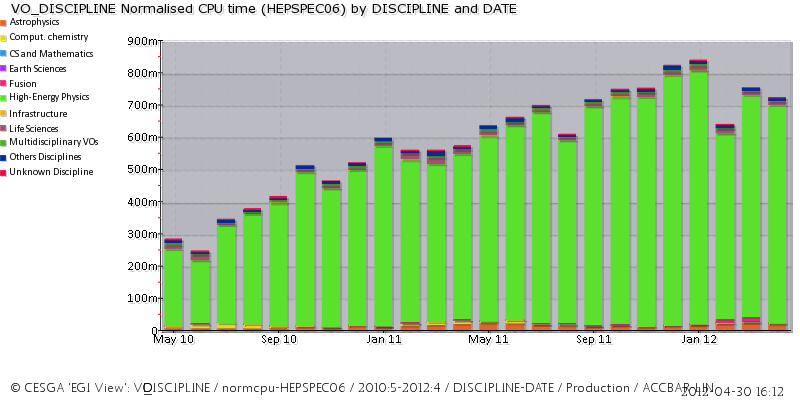 VO_DISCIPLINE Normalised CPU time (HEPSPEC06) by DISCIPLINE and DATE
Astrophysics
Comput. chemistry
CS and Mathematics
Earth Sciences
Fusion
High-Energy Physics
Infrastructure
Life Sciences
Multidisciplinary VOs
Others Disciplines
Unknown Discipline
900m
800m
700m
600m
500m
400m
300m
200m
100m
0
May 10 Sep 10 Jan 11 May 11 Sep 11 Jan 12
© CESGA 'EGI View': VO_DISCIPLINE / normcpu-HEPSPEC06 / 2010:5-2012:4 / DISCIPLINE-DATE / Production / ACCBAR-LIN
2012-04-30 16:12